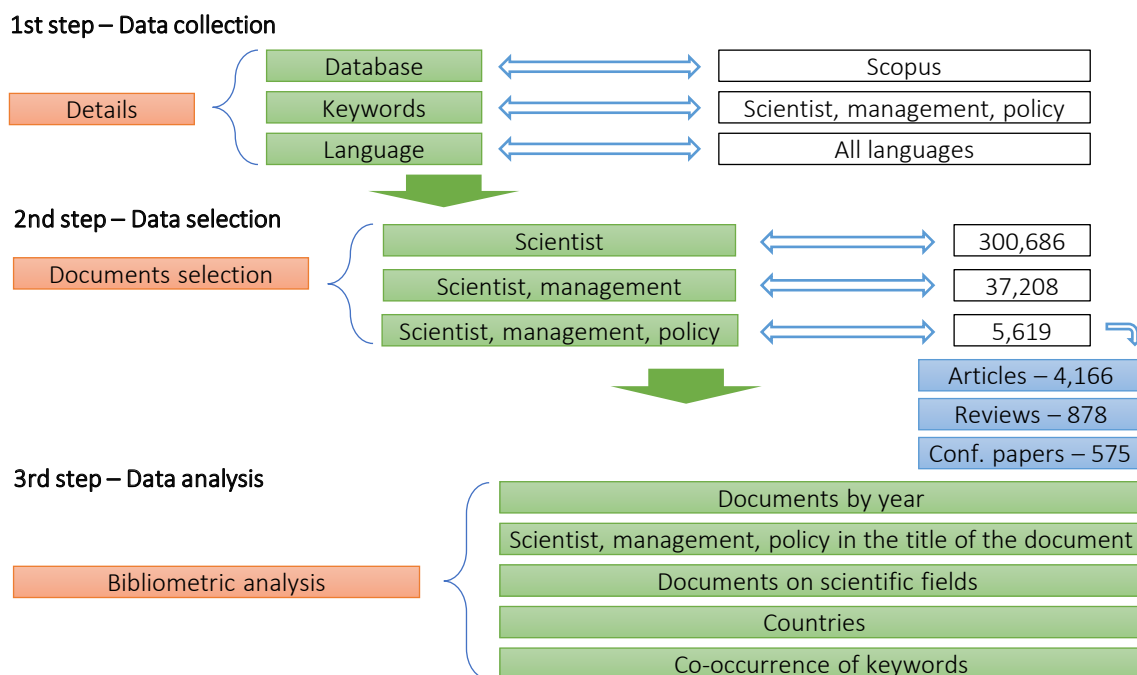 1st step – Data collection
Details
Database
Scopus
Keywords
Scientist, management, policy
Language
All languages
2nd step – Data selection
Documents selection
Scientist
300,686
Scientist, management
37,208
Scientist, management, policy
5,619
Articles – 4,166
Reviews – 878
Conf. papers – 575
3rd step – Data analysis
Bibliometric analysis
Documents by year
Scientist, management, policy in the title of the document
Documents on scientific fields
Countries
Co-occurrence of keywords